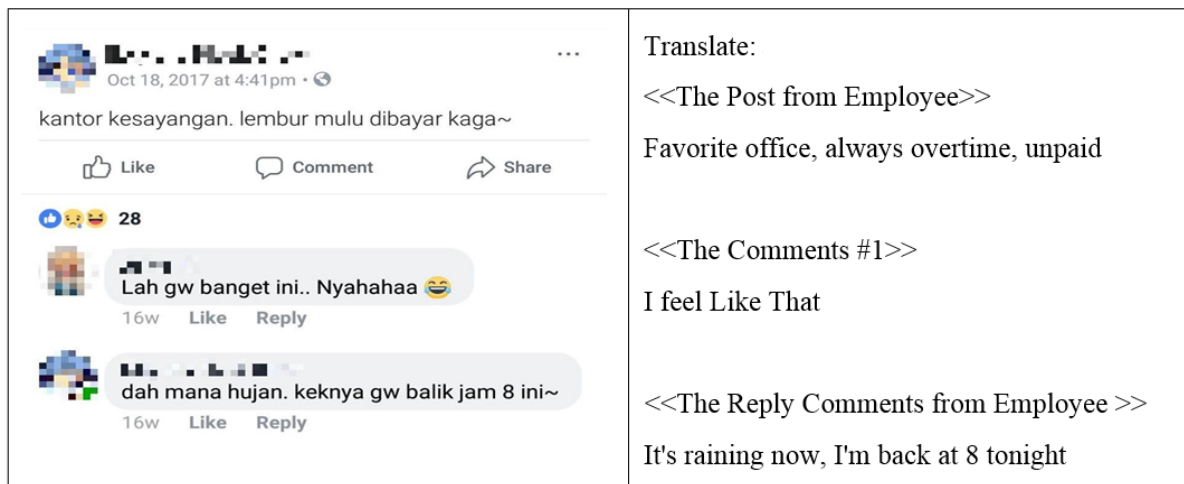 Oct 18, 2017 at 4:41pm •
kantor kesayangan. lembur mulu dibayar kaga~
Like Comment Share
28
Lah gw banget ini.. Nyahahaa 😂
16w Like Reply
dah mana hujan. keknya gw balik jam 8 ini~
16w Like Reply
Translate:
<<The Post from Employee>>
Favorite office, always overtime, unpaid
<<The Comments #1>>
I feel Like That
<<The Reply Comments from Employee >>
It's raining now, I'm back at 8 tonight